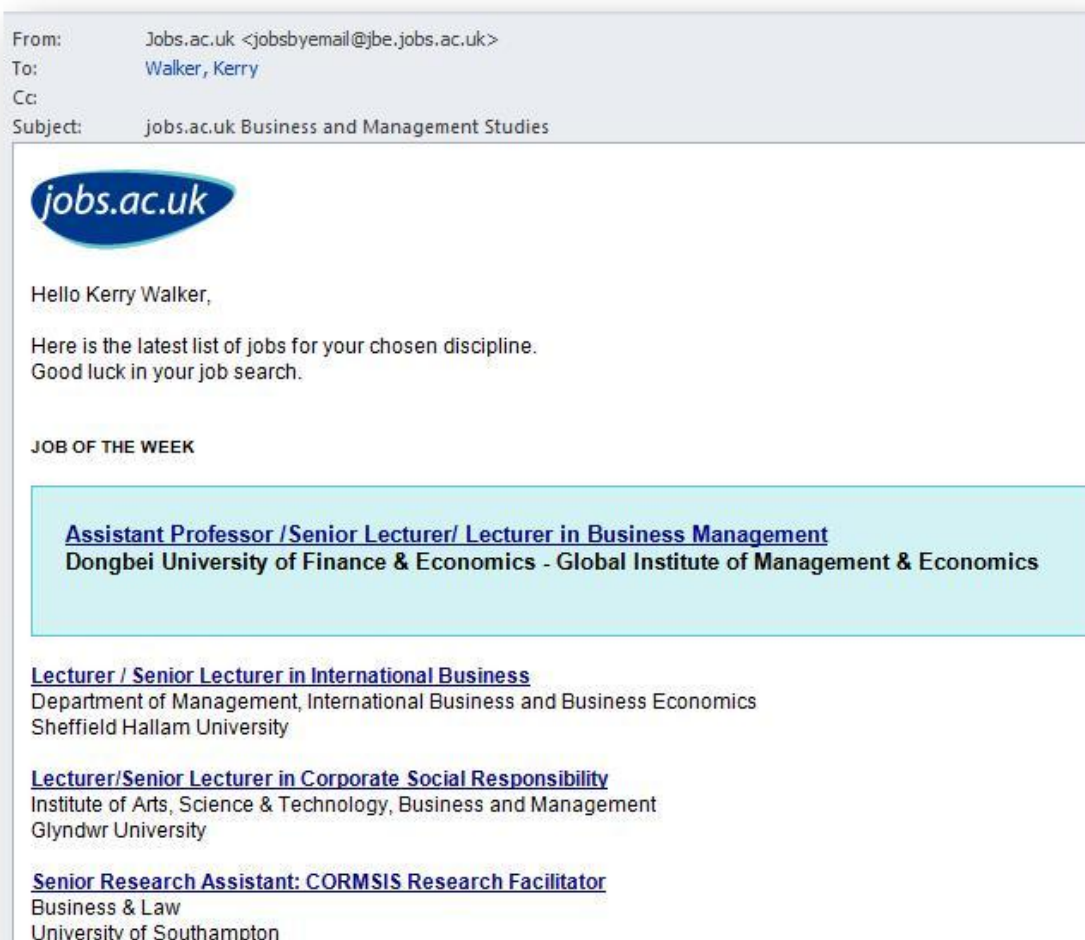 From: Jobs.ac.uk <jobsbyemail@jbe.jobs.ac.uk>
To: Walker, Kerry
Cc:
Subject: jobs.ac.uk Business and Management Studies
jobs.ac.uk
Hello Kerry Walker,
Here is the latest list of jobs for your chosen discipline.
Good luck in your job search.
JOB OF THE WEEK
Assistant Professor /Senior Lecturer/ Lecturer in Business Management
Dongbei University of Finance & Economics - Global Institute of Management & Economics
Lecturer / Senior Lecturer in International Business
Department of Management, International Business and Business Economics
Sheffield Hallam University
Lecturer/Senior Lecturer in Corporate Social Responsibility
Institute of Arts, Science & Technology, Business and Management
Glyndwr University
Senior Research Assistant: CORMSIS Research Facilitator
Business & Law
University of Southampton